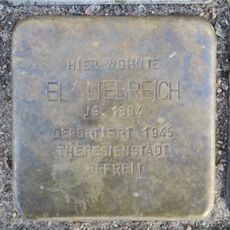 HIER WOHNTE
ELY LIEBREICH
JG. 1884
DEPORTIERT 1945
THERESIENSTADT
BEFREIT